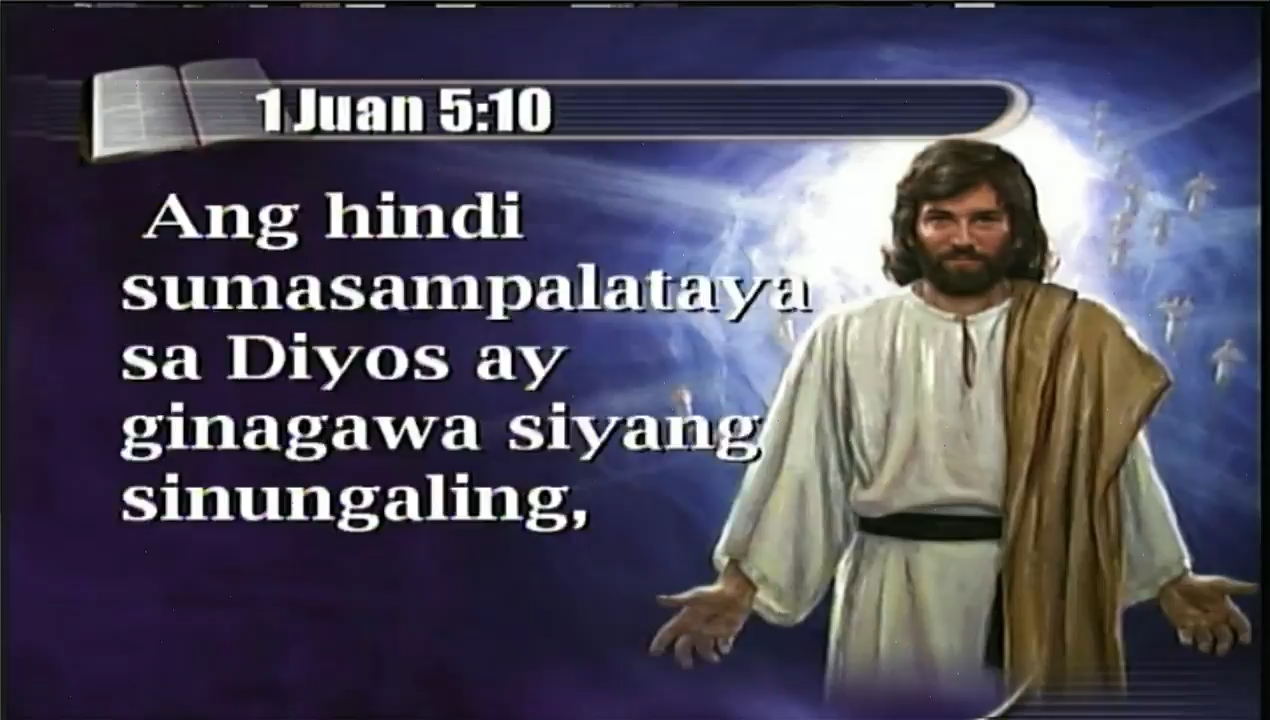 1 Juan 5:10
Ang hindi
sumasampalataya
sa Diyos ay
ginagawa siyang
sinungaling,